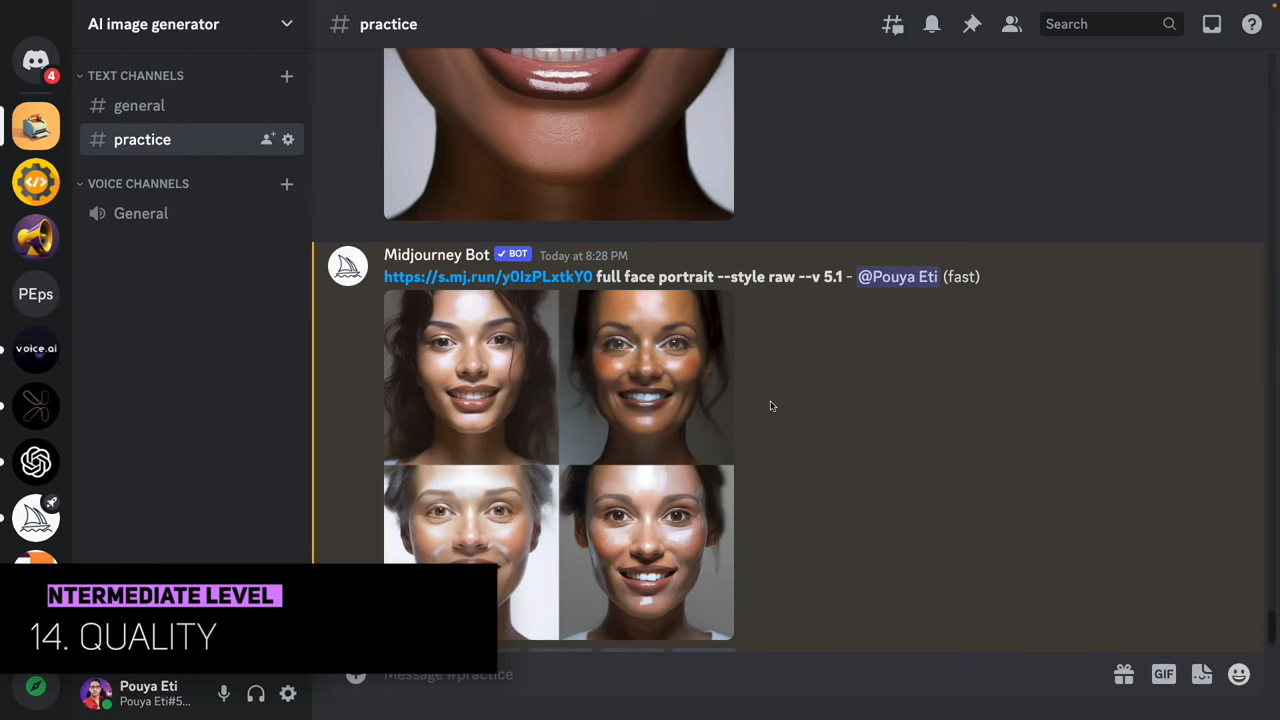 AI image generator
practice
Search
4
TEXT CHANNELS
general
practice
VOICE CHANNELS
General
PEps
voice.ai
Midjourney Bot BOT Today at 8:28 PM
https://s.mj.run/y0IzPLxtkY0 full face portrait --style raw --v 5.1 - @Pouya Eti (fast)
NTERMEDIATE LEVEL
14. QUALITY
Message #practice
GIF
Pouya Eti
Pouya Eti#5...